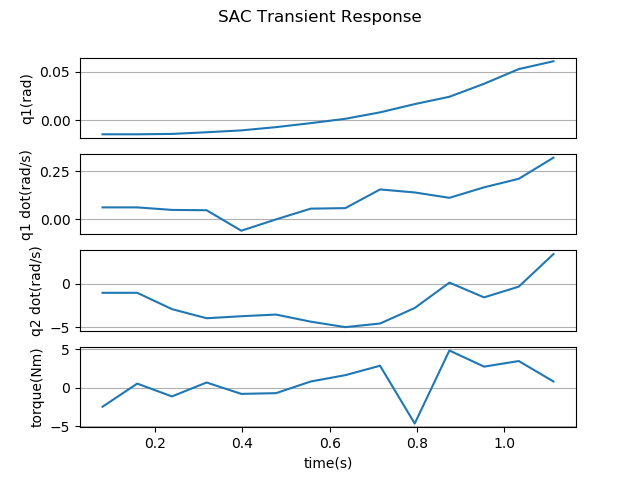 SAC Transient Response
0.05
0.00
q1(rad)
0.25
0.00
q1 dot(rad/s)
0
−5
q2 dot(rad/s)
5
0
−5
torque(Nm)
0.2 0.4 0.6 0.8 1.0
time(s)